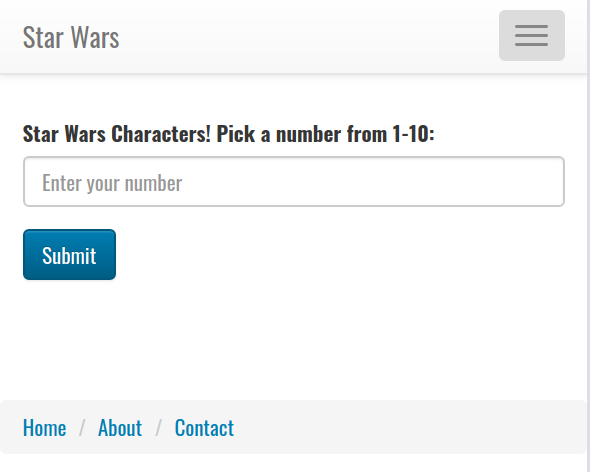 Star Wars
Star Wars Characters! Pick a number from 1-10:
Enter your number
Submit
Home / About / Contact